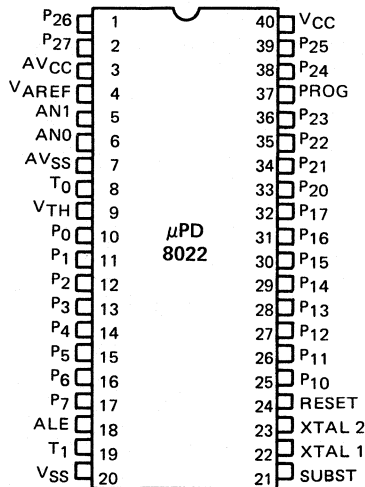 P26 1 40 VCC
P27 2 39 P25
AVCC 3 38 P24
VAREF 4 37 PROG
AN1 5 36 P23
AN0 6 35 P22
AVSS 7 34 P21
T0 8 33 P20
VTH 9 32 P17
P0 10 31 P16
P1 11 30 P15
P2 12 29 P14
P3 13 28 P13
P4 14 27 P12
P5 15 26 P11
P6 16 25 P10
P7 17 24 RESET
ALE 18 23 XTAL 2
T1 19 22 XTAL 1
VSS 20 21 SUBST
μPD
8022